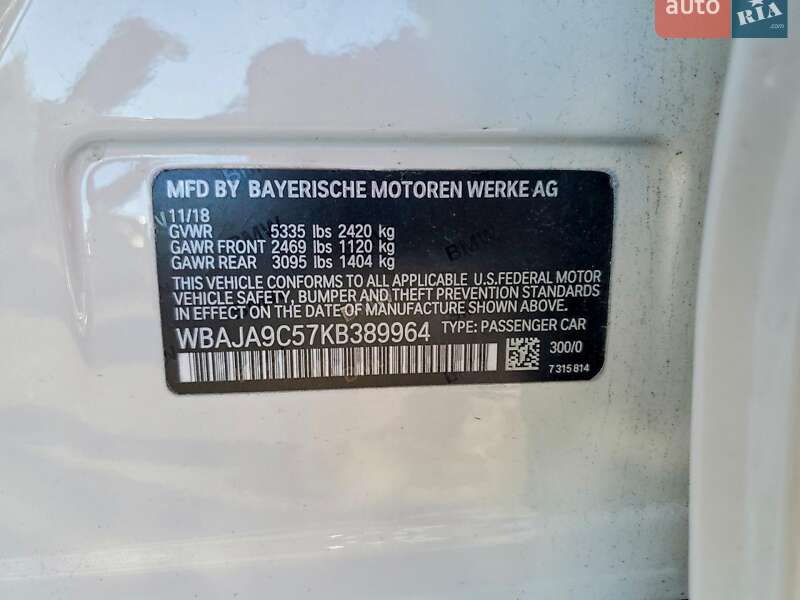 auto
RIA
.com
MFD BY BAYERISCHE MOTOREN WERKE AG
11/18
GVWR 5335 lbs 2420 kg
GAWR FRONT 2469 lbs 1120 kg
GAWR REAR 3095 lbs 1404 kg
THIS VEHICLE CONFORMS TO ALL APPLICABLE U.S.FEDERAL MOTOR
VEHICLE SAFETY, BUMPER AND THEFT PREVENTION STANDARDS
IN EFFECT ON THE DATE OF MANUFACTURE SHOWN ABOVE.
WBAJA9C57KB389964 TYPE: PASSENGER CAR
300/0
7 315 814
BMW
BMW